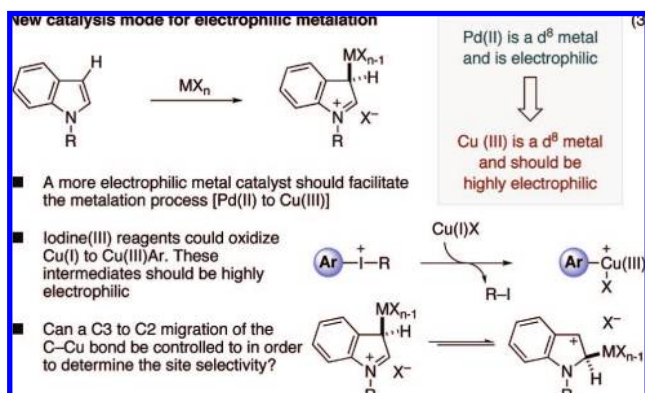 New catalysis mode for electrophilic metalation (3
H
MXn
N
R
MXn-1
H
+
N
R
X–
Pd(II) is a d8 metal
and is electrophilic
Cu (III) is a d8 metal
and should be
highly electrophilic
■ A more electrophilic metal catalyst should facilitate
the metalation process [Pd(II) to Cu(III)]
■ Iodine(III) reagents could oxidize
Cu(I) to Cu(III)Ar. These
intermediates should be highly
electrophilic
Ar + I–R
Cu(I)X
R–I
+
Ar Cu(III)
X
■ Can a C3 to C2 migration of the
C–Cu bond be controlled to in order
to determine the site selectivity?
MXn-1
H
+
N
R
X–
X–
+
MXn-1
N
H
R